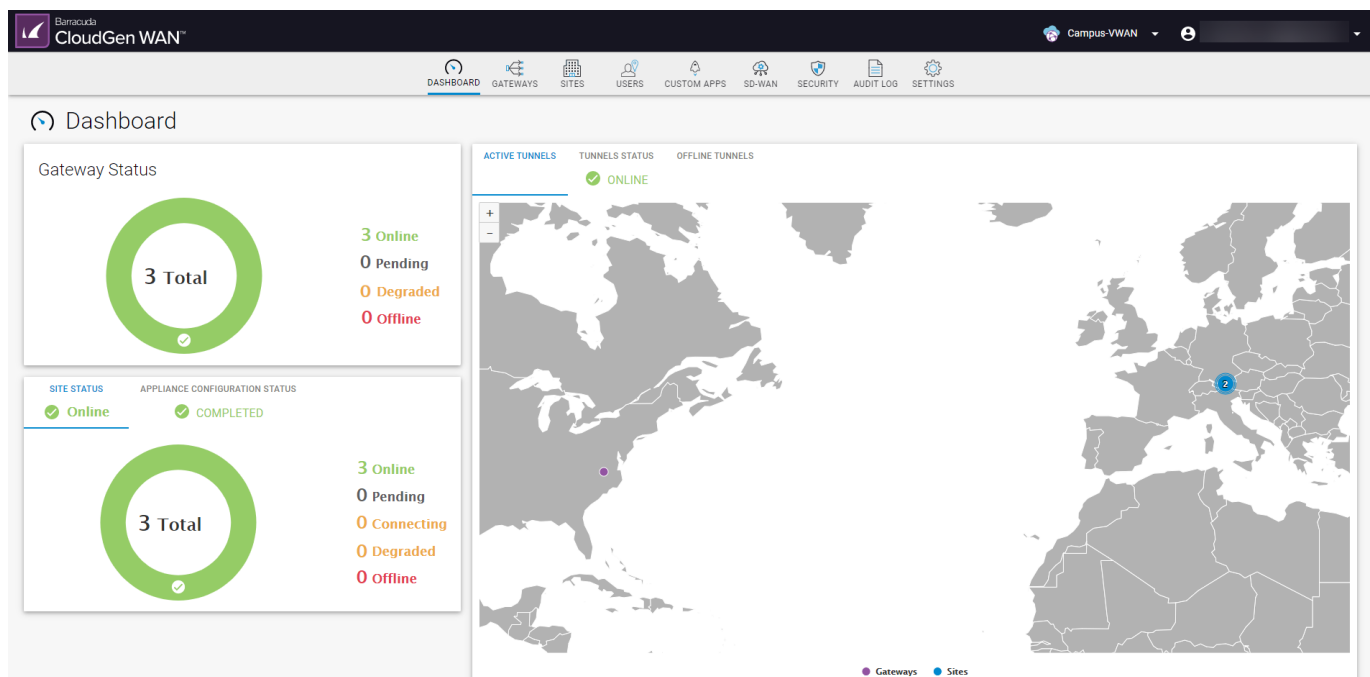 Barracuda
CloudGen WAN™
Campus-VWAN
DASHBOARD GATEWAYS SITES USERS CUSTOM APPS SD-WAN SECURITY AUDIT LOG SETTINGS
Dashboard
Gateway Status
3 Total
3 Online
0 Pending
0 Degraded
0 Offline
SITE STATUS APPLIANCE CONFIGURATION STATUS
Online COMPLETED
3 Total
3 Online
0 Pending
0 Connecting
0 Degraded
0 Offline
ACTIVE TUNNELS TUNNELS STATUS OFFLINE TUNNELS
ONLINE
+
−
2
Gateways Sites